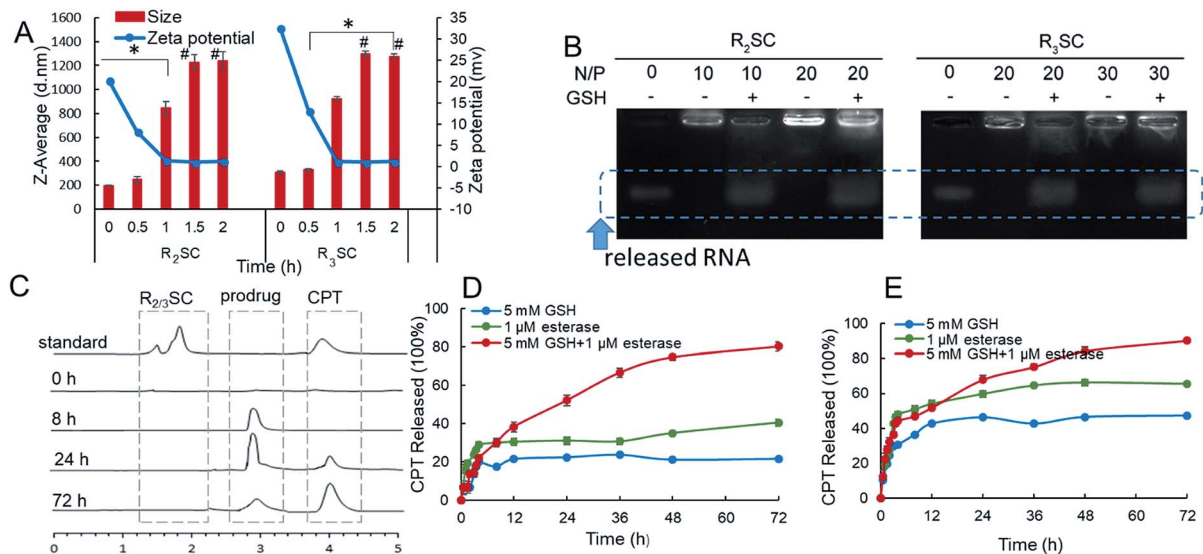 A
Size
Zeta potential
Z-Average (d.nm)
1600
1400
1200
1000
800
600
400
200
0
*
# #
*
#
#
35
30
25
20
15
10
5
0
-5
-10
Zeta potential (mv)
0 0.5 1 1.5 2 0 0.5 1 1.5 2
R₂SC R₃SC
Time (h)
B
R₂SC R₃SC
N/P 0 10 10 20 20 0 20 20 30 30
GSH - - + - + - - + - +
released RNA
C
R₂/₃SC prodrug CPT
standard
0 h
8 h
24 h
72 h
0 1 2 3 4 5
D
5 mM GSH
1 µM esterase
5 mM GSH+1 µM esterase
CPT Released (100%)
100
80
60
40
20
0
0 12 24 36 48 60 72
Time (h)
E
5 mM GSH
1 µM esterase
5 mM GSH+1 µM esterase
CPT Released (100%)
100
80
60
40
20
0
0 12 24 36 48 60 72
Time (h)